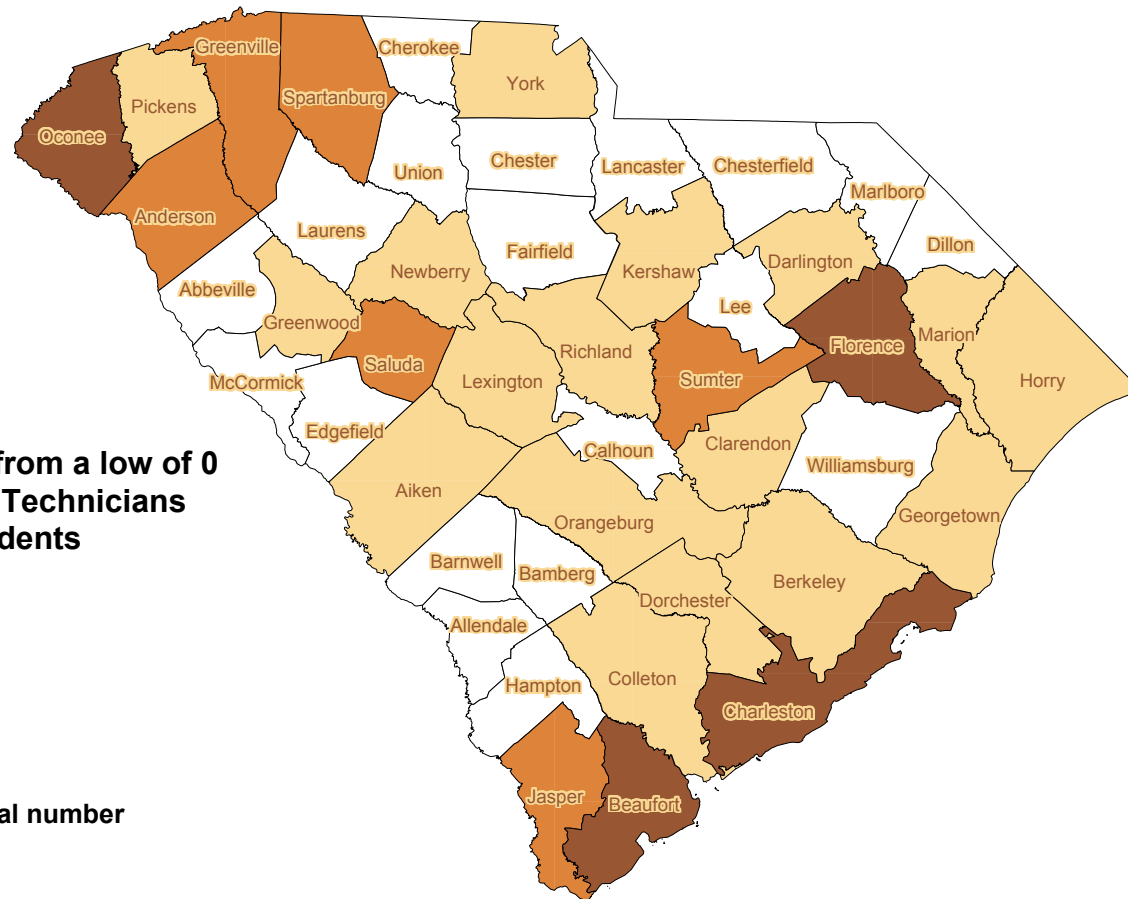 Greenville
Cherokee
York
Pickens
Spartanburg
Oconee
Union
Chester
Lancaster
Chesterfield
Marlboro
Anderson
Laurens
Fairfield
Dillon
Newberry
Kershaw
Darlington
Abbeville
Lee
Greenwood
Richland
Florence
Marion
Saluda
McCormick
Lexington
Sumter
Horry
Edgefield
Calhoun
Clarendon
Williamsburg
from a low of 0
Technicians
dents
Aiken
Orangeburg
Georgetown
Barnwell
Bamberg
Berkeley
Dorchester
Allendale
Hampton
Colleton
Charleston
Jasper
Beaufort
al number